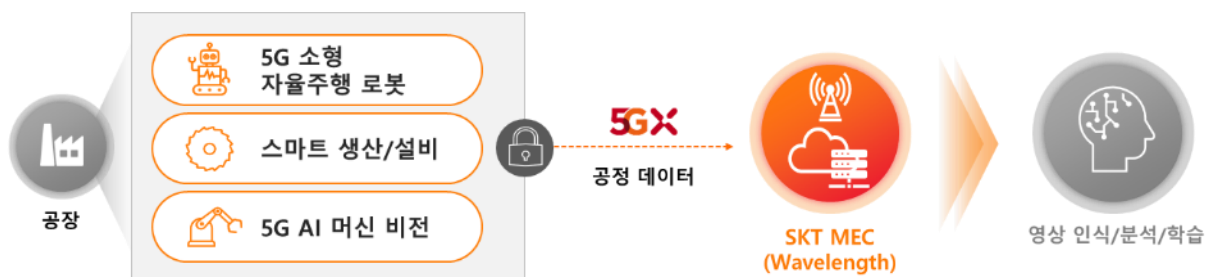 공장
5G 소형
자율주행 로봇
스마트 생산/설비
5G AI 머신 비전
5GX
공정 데이터
SKT MEC
(Wavelength)
영상 인식/분석/학습